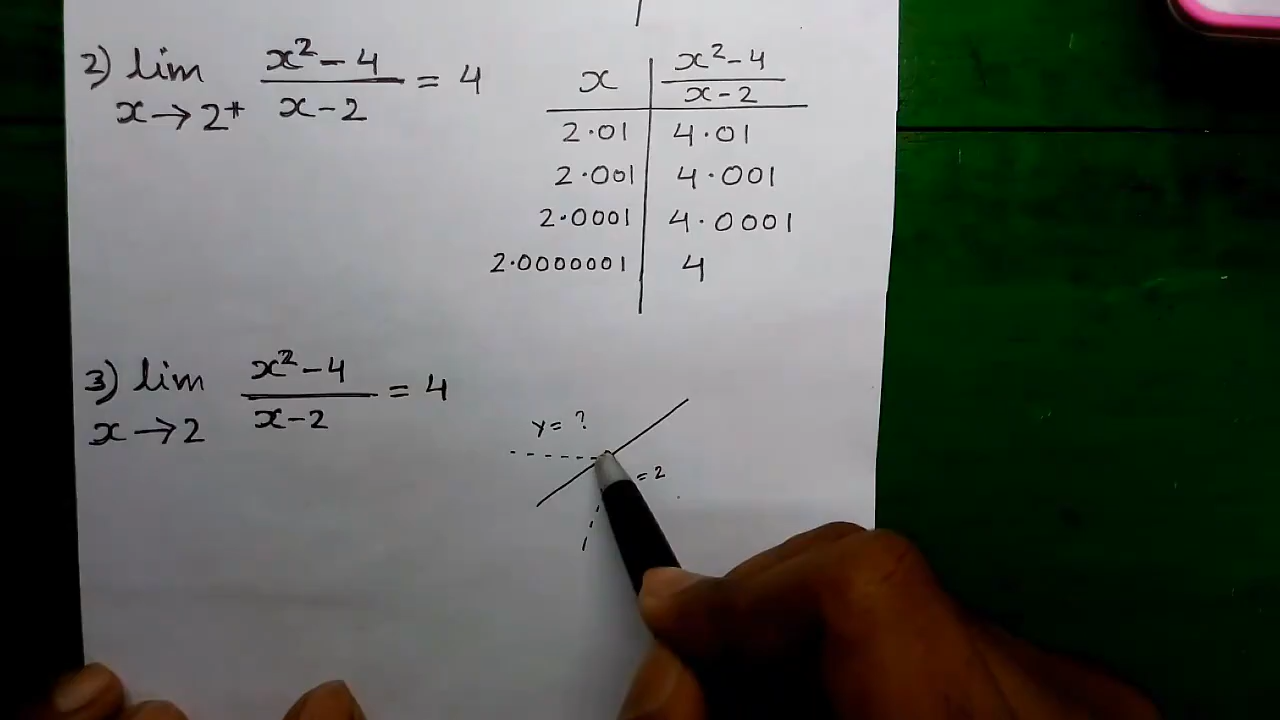 2) lim x→2⁺ x²-4 / x-2 = 4
x | x²-4 / x-2
2·01 | 4·01
2·001 | 4·001
2·0001 | 4·0001
2·0000001 | 4
3) lim x→2 x²-4 / x-2 = 4
y = ?
= 2